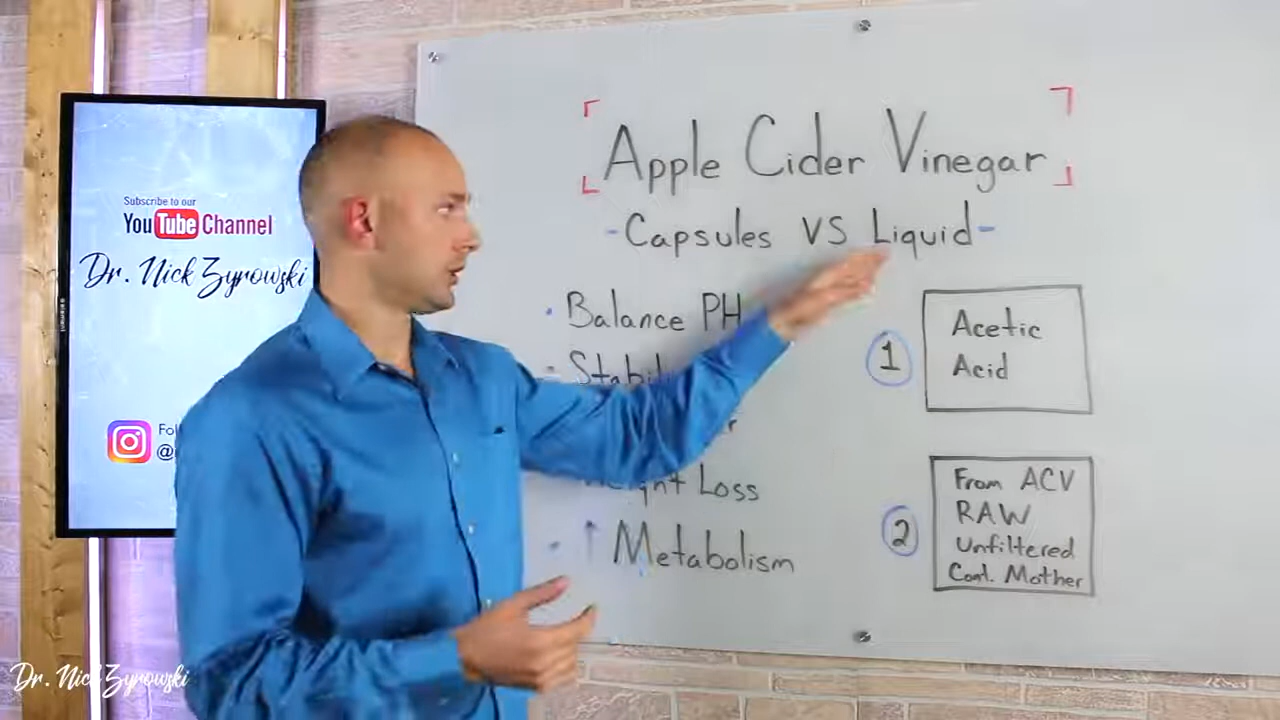 Subscribe to our
YouTube Channel
Dr. Nick Zyrowski
Apple Cider Vinegar
- Capsules VS Liquid -
• Balance PH
Loss
• ↑ Metabolism
1
Acetic
Acid
2
From ACV
RAW
Unfiltered
Cont. Mother
Dr. Nick Zyrowski